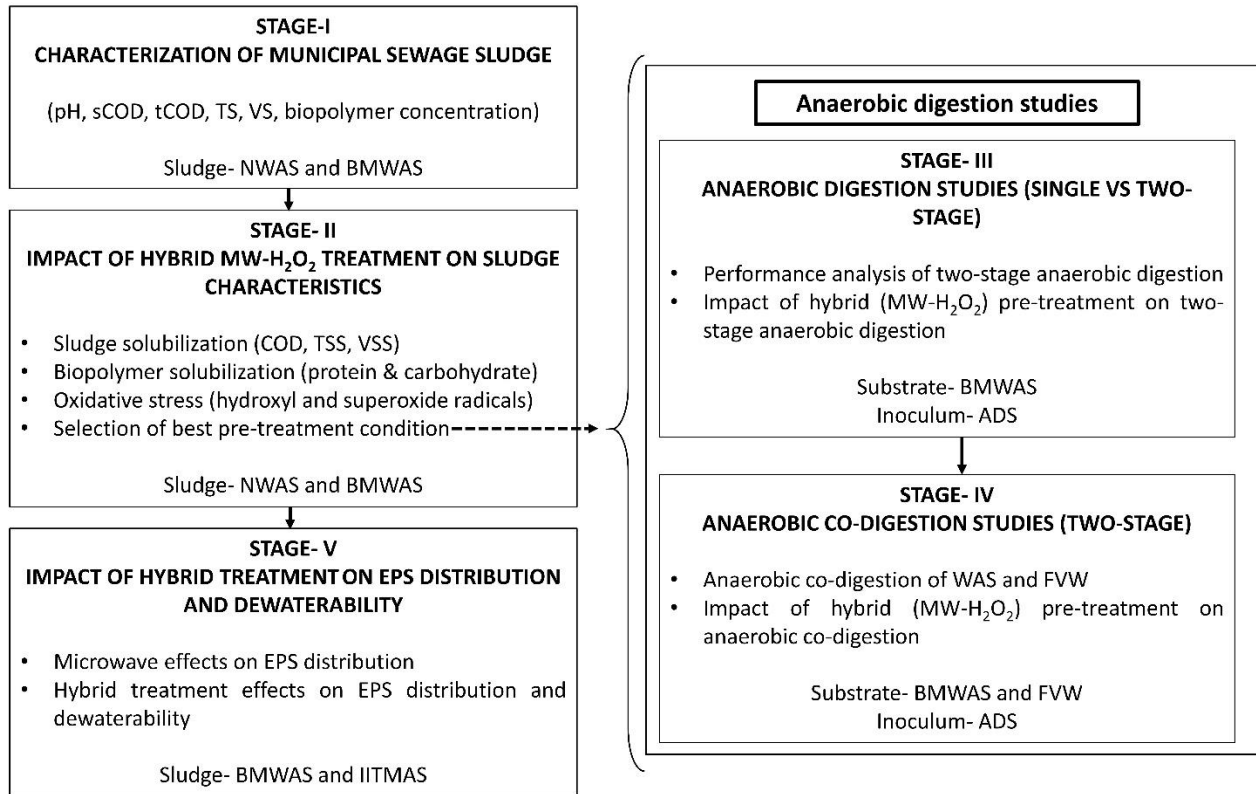 STAGE-I
CHARACTERIZATION OF MUNICIPAL SEWAGE SLUDGE
(pH, sCOD, tCOD, TS, VS, biopolymer concentration)
Sludge- NWAS and BMWAS
STAGE- II
IMPACT OF HYBRID MW-H₂O₂ TREATMENT ON SLUDGE
CHARACTERISTICS
• Sludge solubilization (COD, TSS, VSS)
• Biopolymer solubilization (protein & carbohydrate)
• Oxidative stress (hydroxyl and superoxide radicals)
• Selection of best pre-treatment condition
Sludge- NWAS and BMWAS
STAGE- V
IMPACT OF HYBRID TREATMENT ON EPS DISTRIBUTION
AND DEWATERABILITY
• Microwave effects on EPS distribution
• Hybrid treatment effects on EPS distribution and
dewaterability
Sludge- BMWAS and IITMAS
Anaerobic digestion studies
STAGE- III
ANAEROBIC DIGESTION STUDIES (SINGLE VS TWO-
STAGE)
• Performance analysis of two-stage anaerobic digestion
• Impact of hybrid (MW-H₂O₂) pre-treatment on two-
stage anaerobic digestion
Substrate- BMWAS
Inoculum- ADS
STAGE- IV
ANAEROBIC CO-DIGESTION STUDIES (TWO-STAGE)
• Anaerobic co-digestion of WAS and FVW
• Impact of hybrid (MW-H₂O₂) pre-treatment on
anaerobic co-digestion
Substrate- BMWAS and FVW
Inoculum- ADS